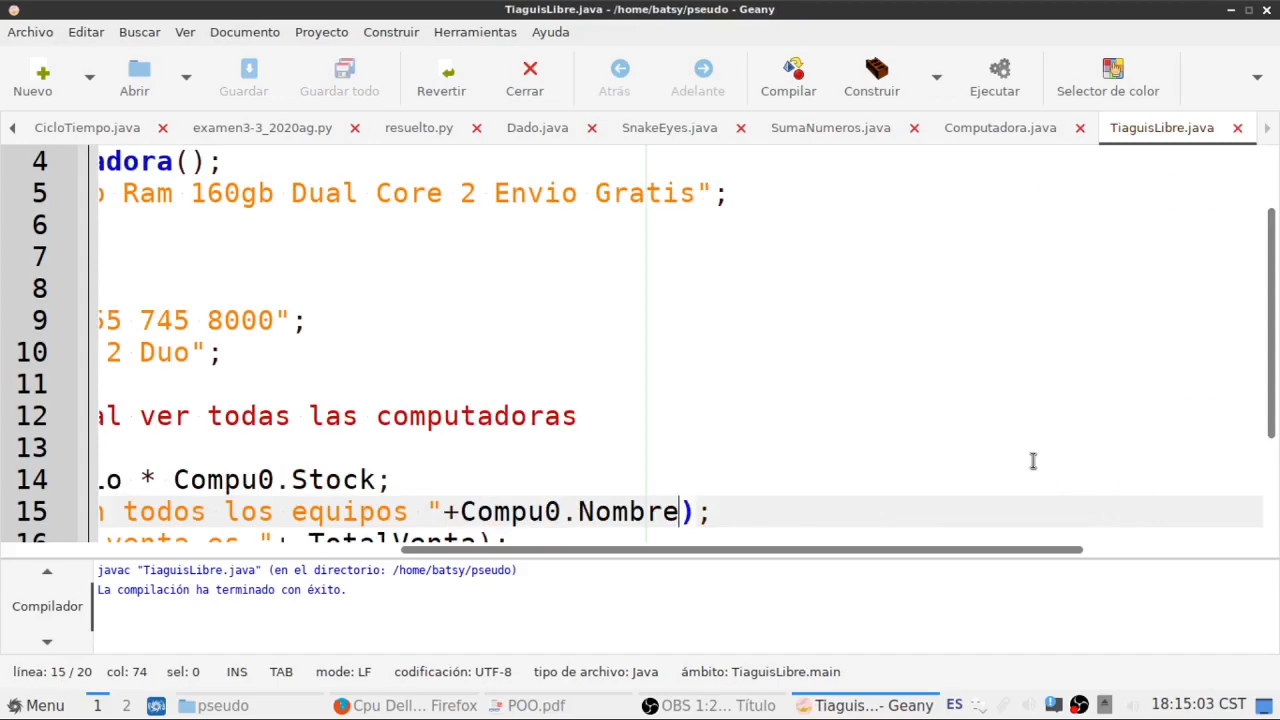 TiaguisLibre.java - /home/batsy/pseudo - Geany
Archivo Editar Buscar Ver Documento Proyecto Construir Herramientas Ayuda
Nuevo Abrir Guardar Guardar todo Revertir Cerrar Atrás Adelante Compilar Construir Ejecutar Selector de color
CicloTiempo.java examen3-3_2020ag.py resuelto.py Dado.java SnakeEyes.java SumaNumeros.java Computadora.java TiaguisLibre.java
4 adora();
5 b Ram 160gb Dual Core 2 Envio Gratis";
6
7
8
9 55 745 8000";
10 2 Duo";
11
12 al ver todas las computadoras
13
14 io * Compu0.Stock;
15 n todos los equipos "+Compu0.Nombre);
16 venta es "+ TotalVenta);
javac "TiaguisLibre.java" (en el directorio: /home/batsy/pseudo)
La compilación ha terminado con éxito.
Compilador
línea: 15 / 20 col: 74 sel: 0 INS TAB mode: LF codificación: UTF-8 tipo de archivo: Java ámbito: TiaguisLibre.main
Menu 1 2 pseudo Cpu Dell... Firefox POO.pdf OBS 1:2... Título Tiaguis...- Geany ES 18:15:03 CST